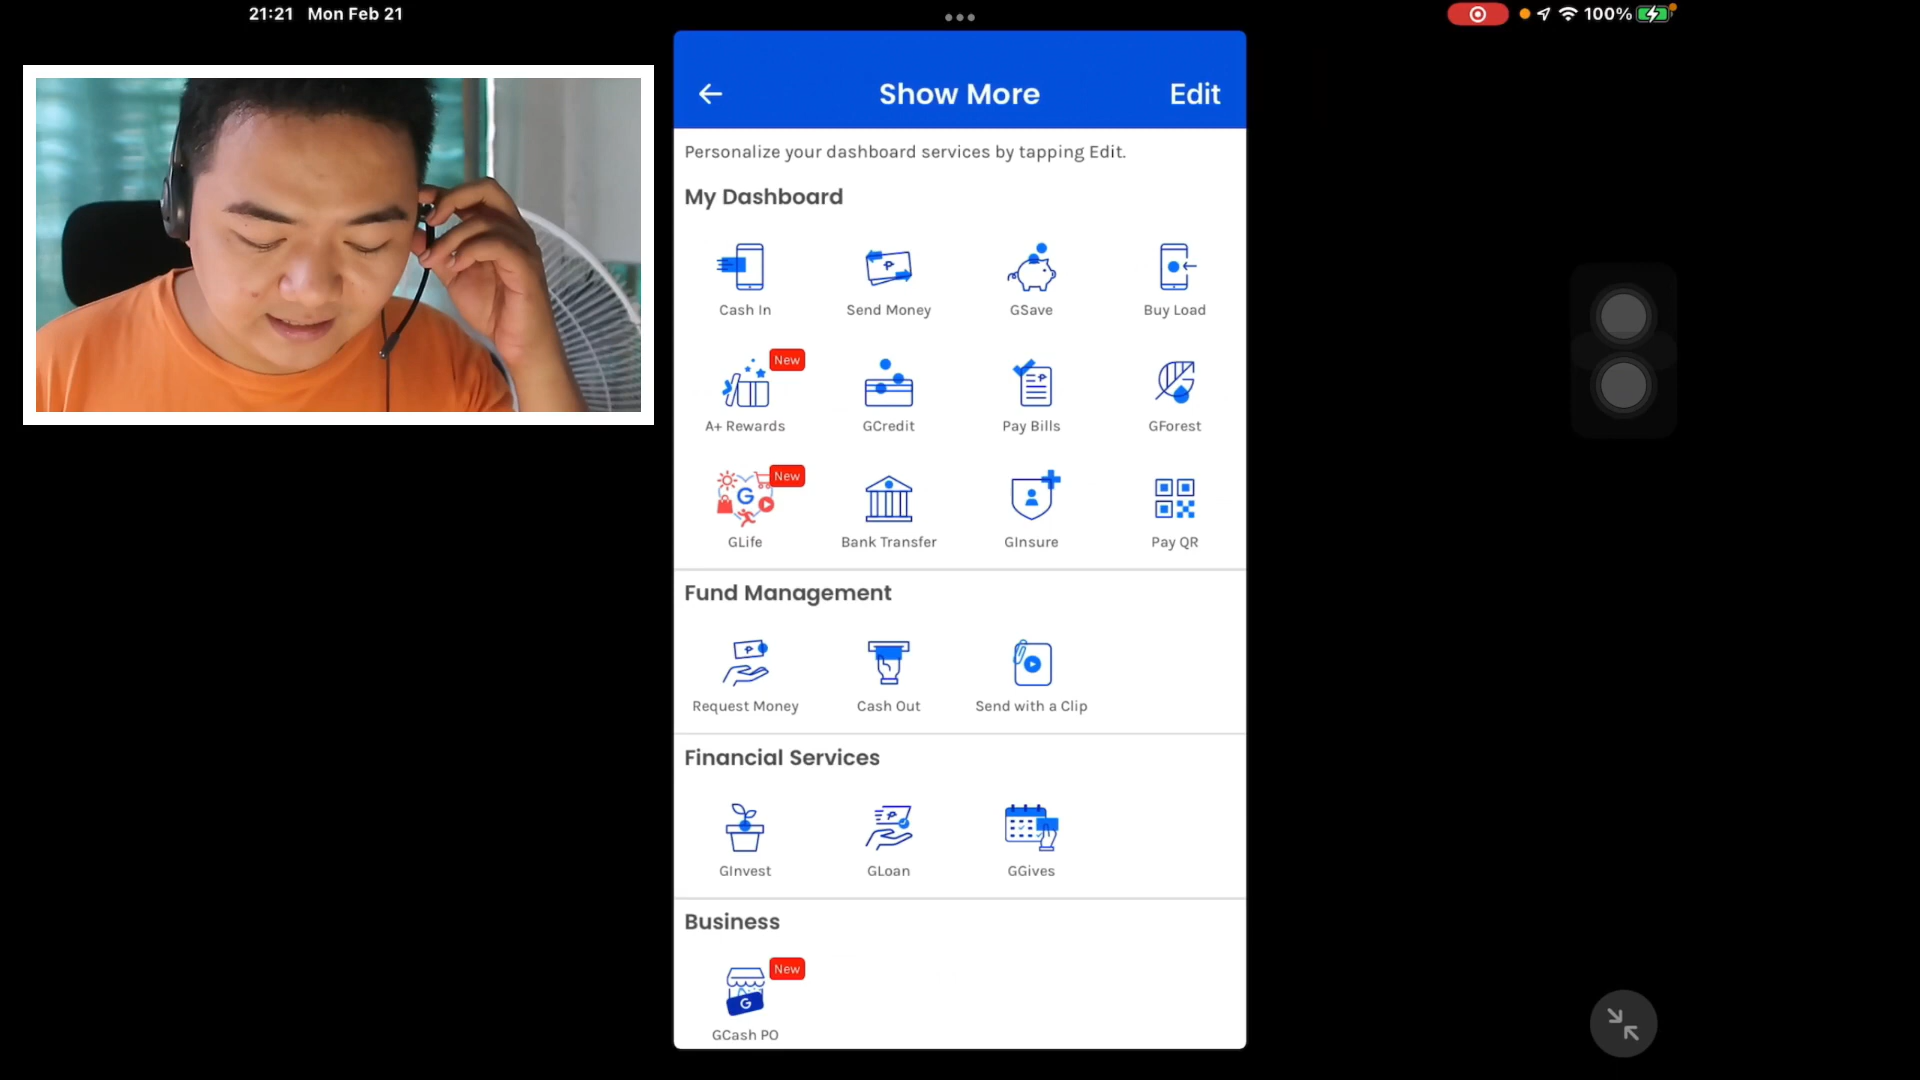 21:21 Mon Feb 21
100%
Show More
Edit
Personalize your dashboard services by tapping Edit.
My Dashboard
Cash In
Send Money
GSave
Buy Load
New
A+ Rewards
GCredit
Pay Bills
GForest
New
G
GLife
Bank Transfer
GInsure
Pay QR
Fund Management
Request Money
Cash Out
Send with a Clip
Financial Services
GInvest
GLoan
GGives
Business
New
G
GCash PO